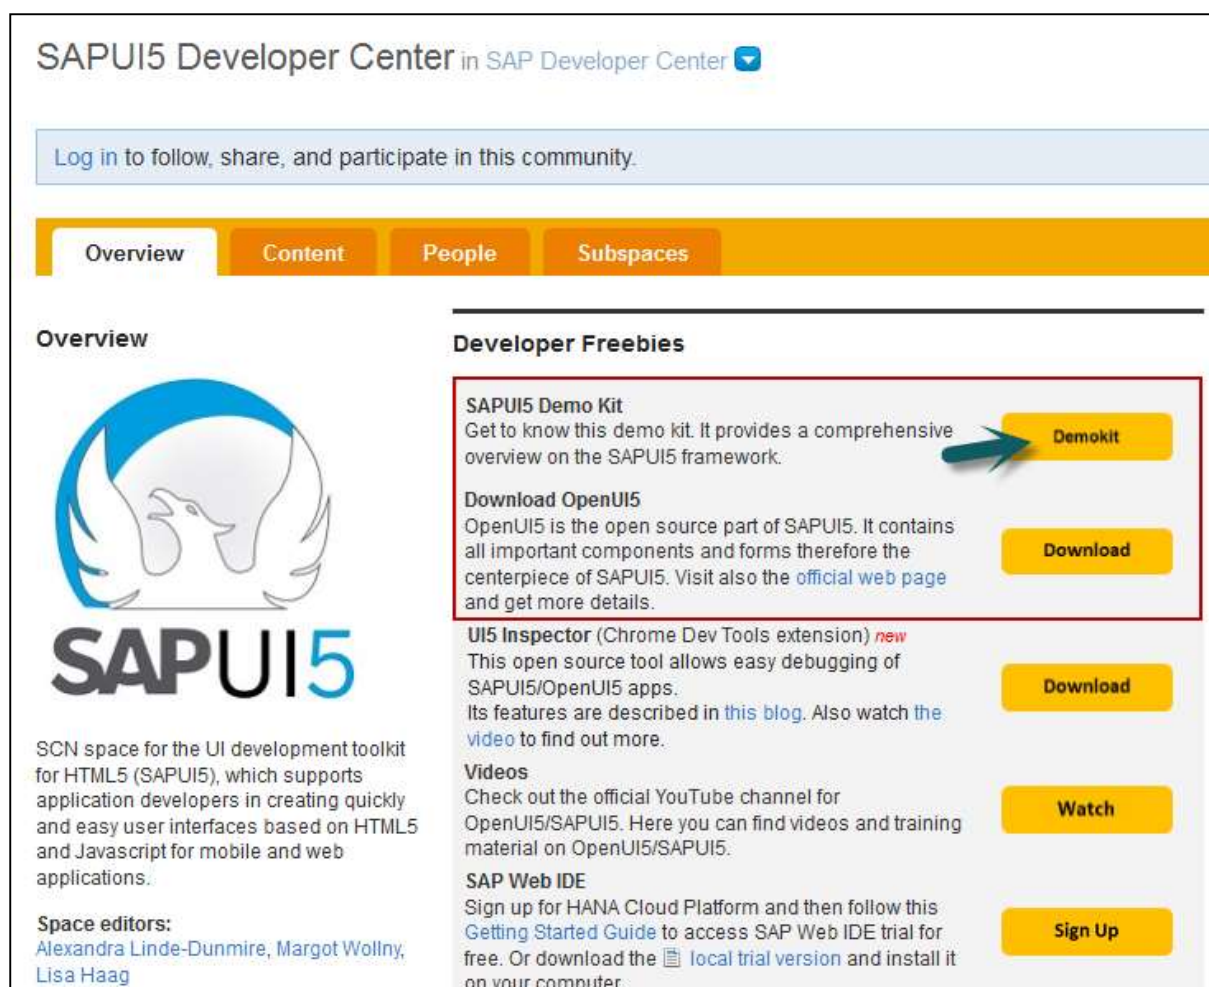 SAPUI5 Developer Center in SAP Developer Center
Log in to follow, share, and participate in this community.
Overview
Content
People
Subspaces
Overview
SAPUI5
SCN space for the UI development toolkit
for HTML5 (SAPUI5), which supports
application developers in creating quickly
and easy user interfaces based on HTML5
and Javascript for mobile and web
applications.
Space editors:
Alexandra Linde-Dunmire, Margot Wollny,
Lisa Haag
Developer Freebies
SAPUI5 Demo Kit
Get to know this demo kit. It provides a comprehensive
overview on the SAPUI5 framework.
Demokit
Download OpenUI5
OpenUI5 is the open source part of SAPUI5. It contains
all important components and forms therefore the
centerpiece of SAPUI5. Visit also the official web page
and get more details.
Download
UI5 Inspector (Chrome Dev Tools extension) new
This open source tool allows easy debugging of
SAPUI5/OpenUI5 apps.
Its features are described in this blog. Also watch the
video to find out more.
Download
Videos
Check out the official YouTube channel for
OpenUI5/SAPUI5. Here you can find videos and training
material on OpenUI5/SAPUI5.
Watch
SAP Web IDE
Sign up for HANA Cloud Platform and then follow this
Getting Started Guide to access SAP Web IDE trial for
free. Or download the local trial version and install it
on your computer.
Sign Up